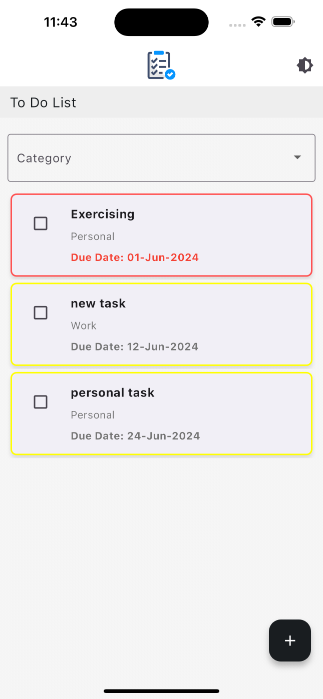 11:43
To Do List
Category
Exercising
Personal
Due Date: 01-Jun-2024
new task
Work
Due Date: 12-Jun-2024
personal task
Personal
Due Date: 24-Jun-2024
+